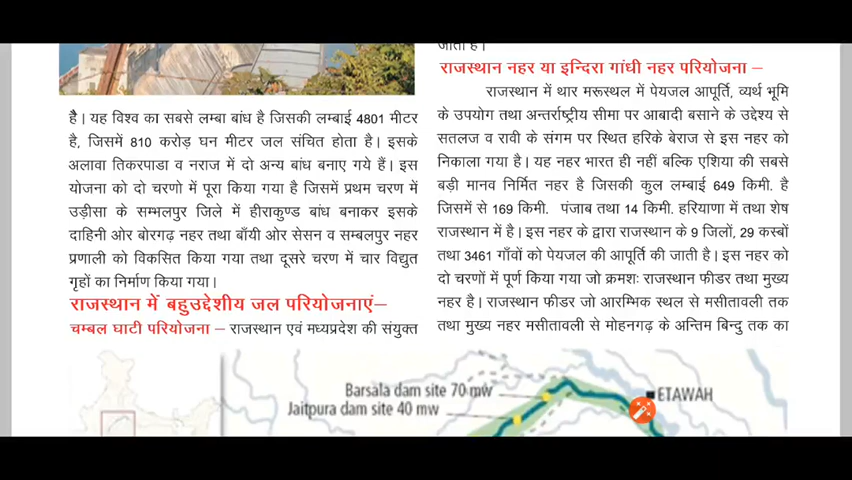 है। यह विश्व का सबसे लम्बा बांध है जिसकी लम्बाई 4801 मीटर
है, जिसमें 810 करोड़ घन मीटर जल संचित होता है। इसके
अलावा तिकरपाडा व नराज में दो अन्य बांध बनाए गये हैं। इस
योजना को दो चरणो में पूरा किया गया है जिसमें प्रथम चरण में
उड़ीसा के सम्भलपुर जिले में हीराकुण्ड बांध बनाकर इसके
दाहिनी ओर बोरगढ़ नहर तथा बाँयी ओर सेसन व सम्बलपुर नहर
प्रणाली को विकसित किया गया तथा दूसरे चरण में चार विद्युत
गृहों का निर्माण किया गया।
राजस्थान में बहुउद्देशीय जल परियोजनाएं–
चम्बल घाटी परियोजना – राजस्थान एवं मध्यप्रदेश की संयुक्त
जाती है।
राजस्थान नहर या इन्दिरा गांधी नहर परियोजना –
राजस्थान में थार मरूस्थल में पेयजल आपूर्ति, व्यर्थ भूमि
के उपयोग तथा अन्तर्राष्ट्रीय सीमा पर आबादी बसाने के उद्देश्य से
सतलज व रावी के संगम पर स्थित हरिके बेराज से इस नहर को
निकाला गया है। यह नहर भारत ही नहीं बल्कि एशिया की सबसे
बड़ी मानव निर्मित नहर है जिसकी कुल लम्बाई 649 किमी. है
जिसमें से 169 किमी. पंजाब तथा 14 किमी. हरियाणा में तथा शेष
राजस्थान में है। इस नहर के द्वारा राजस्थान के 9 जिलों, 29 कस्बों
तथा 3461 गाँवों को पेयजल की आपूर्ति की जाती है। इस नहर को
दो चरणों में पूर्ण किया गया जो क्रमशः राजस्थान फीडर तथा मुख्य
नहर है। राजस्थान फीडर जो आरम्भिक स्थल से मसीतावली तक
तथा मुख्य नहर मसीतावली से मोहनगढ़ के अन्तिम बिन्दु तक का
Barsala dam site 70 mw
Jaitpura dam site 40 mw
ETAWAH